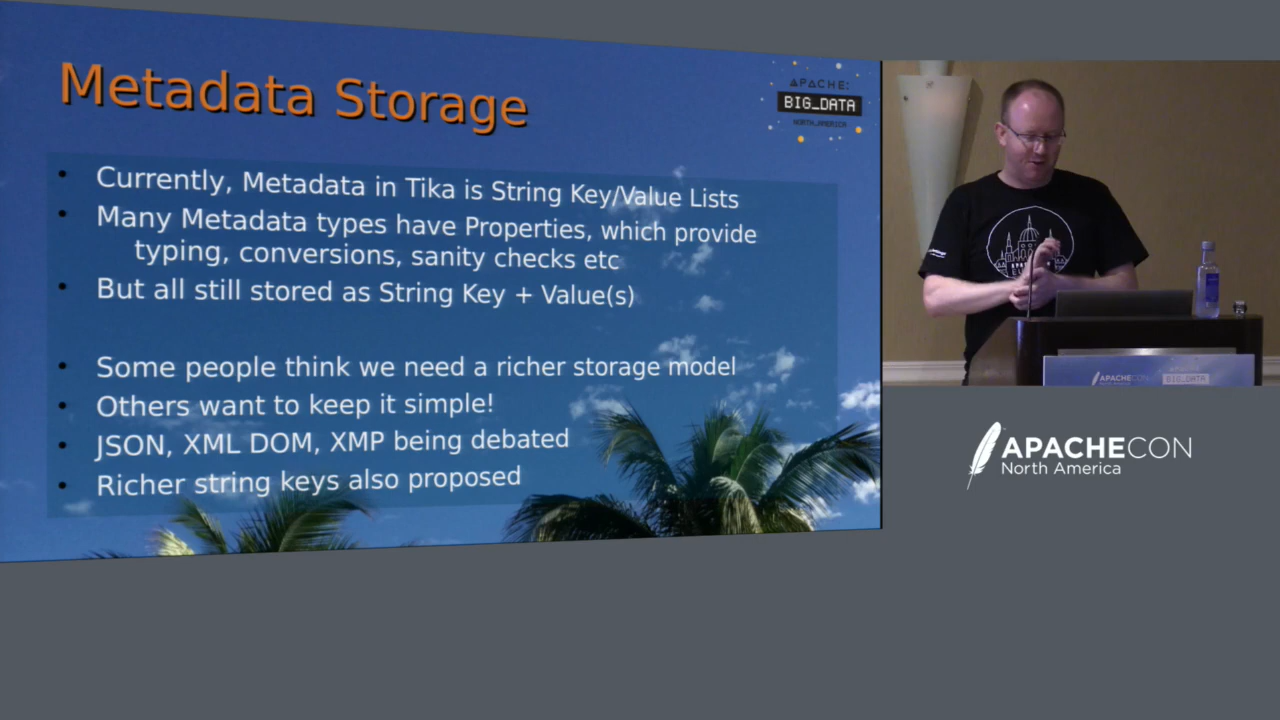 Metadata Storage
APACHE:
BIG_DATA
NORTH_AMERICA
• Currently, Metadata in Tika is String Key/Value Lists
• Many Metadata types have Properties, which provide
typing, conversions, sanity checks etc
• But all still stored as String Key + Value(s)
• Some people think we need a richer storage model
• Others want to keep it simple!
• JSON, XML DOM, XMP being debated
• Richer string keys also proposed
APACHECON
BIG_DATA
APACHECON
North America